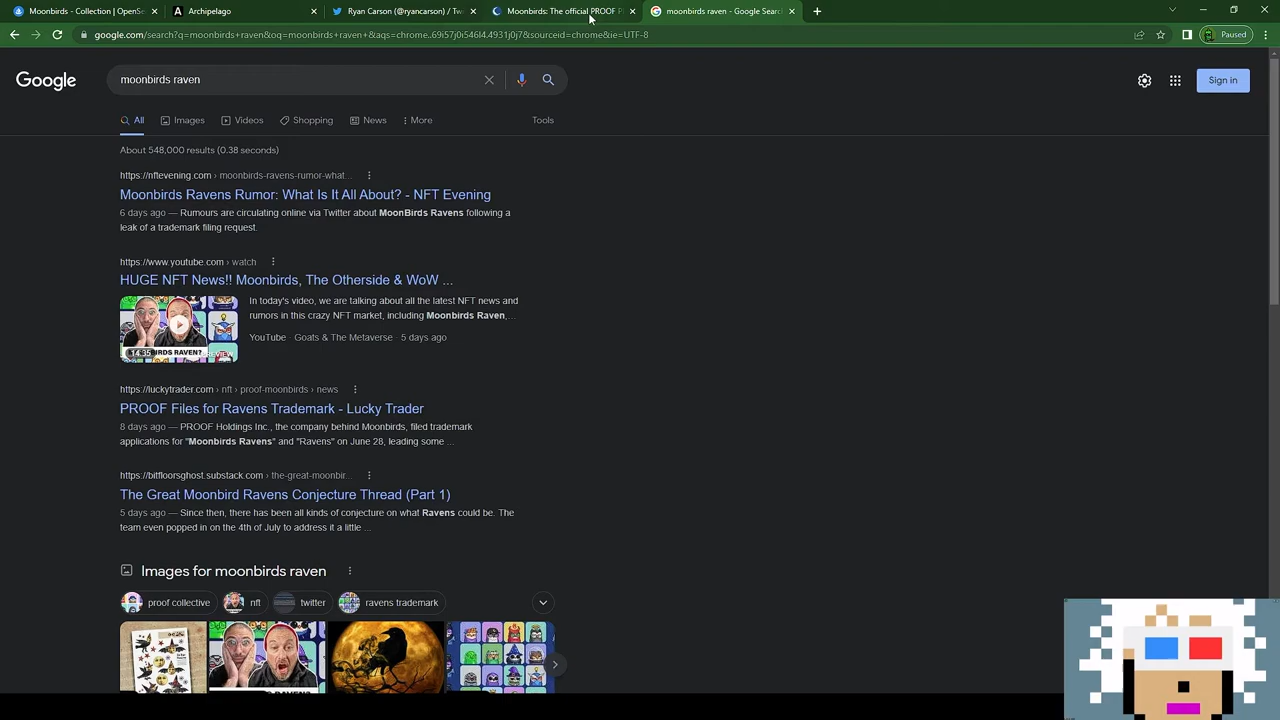 Moonbirds - Collection | OpenSe
Archipelago
Ryan Carson (@ryancarson) / Tw
Moonbirds: The official PROOF P
moonbirds raven - Google Searc
google.com/search?q=moonbirds+raven&oq=moonbirds+raven+&aqs=chrome..69i57j0i546l4.4931j0j7&sourceid=chrome&ie=UTF-8
Paused
Google
moonbirds raven
Sign in
All
Images
Videos
Shopping
News
More
Tools
About 548,000 results (0.38 seconds)
https://nftevening.com › moonbirds-ravens-rumor-what...
Moonbirds Ravens Rumor: What Is It All About? - NFT Evening
6 days ago — Rumours are circulating online via Twitter about MoonBirds Ravens following a
leak of a trademark filing request.
https://www.youtube.com › watch
HUGE NFT News!! Moonbirds, The Otherside & WoW ...
In today's video, we are talking about all the latest NFT news and
rumors in this crazy NFT market, including Moonbirds Raven,...
YouTube · Goats & The Metaverse · 5 days ago
14:35
https://luckytrader.com › nft › proof-moonbirds › news
PROOF Files for Ravens Trademark - Lucky Trader
8 days ago — PROOF Holdings Inc., the company behind Moonbirds, filed trademark
applications for "Moonbirds Ravens" and "Ravens" on June 28, leading some ...
https://bitfloorsghost.substack.com › the-great-moonbir...
The Great Moonbird Ravens Conjecture Thread (Part 1)
5 days ago — Since then, there has been all kinds of conjecture on what Ravens could be. The
team even popped in on the 4th of July to address it a little ...
Images for moonbirds raven
proof collective
nft
twitter
ravens trademark